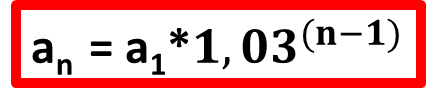 aₙ = a₁*1,03⁽ⁿ⁻¹⁾